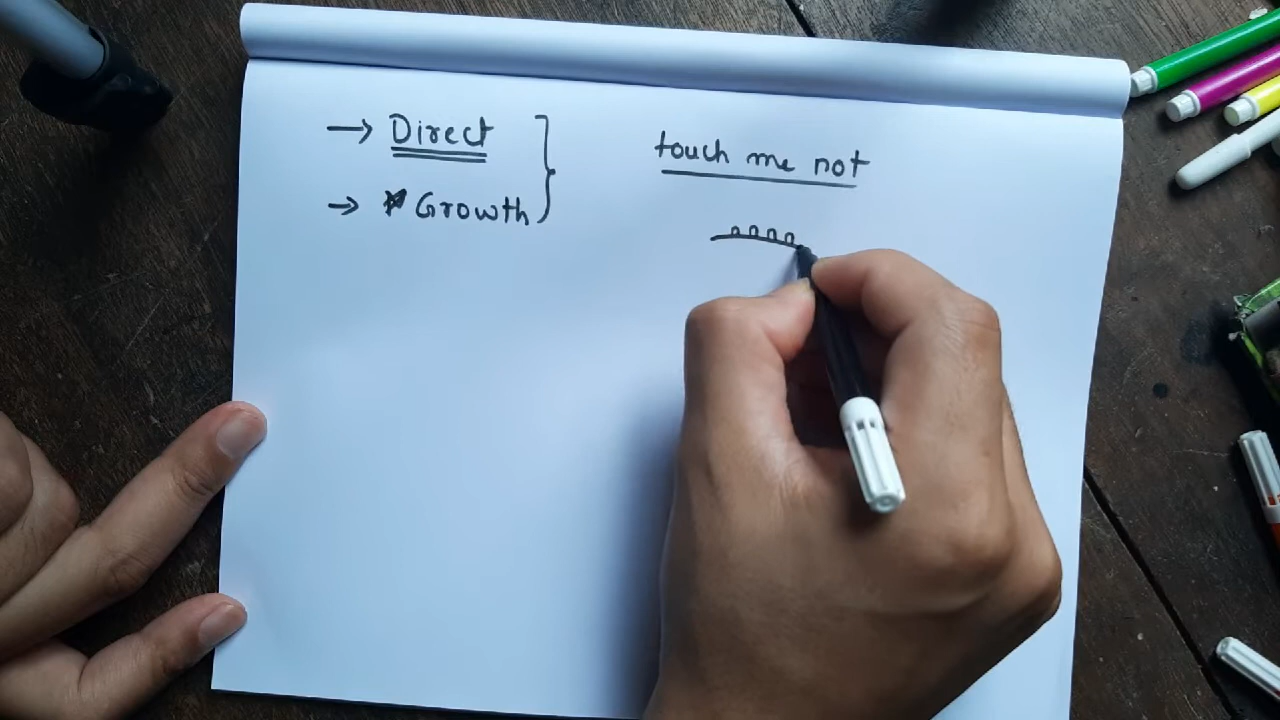 → Direct
→ Growth
touch me not